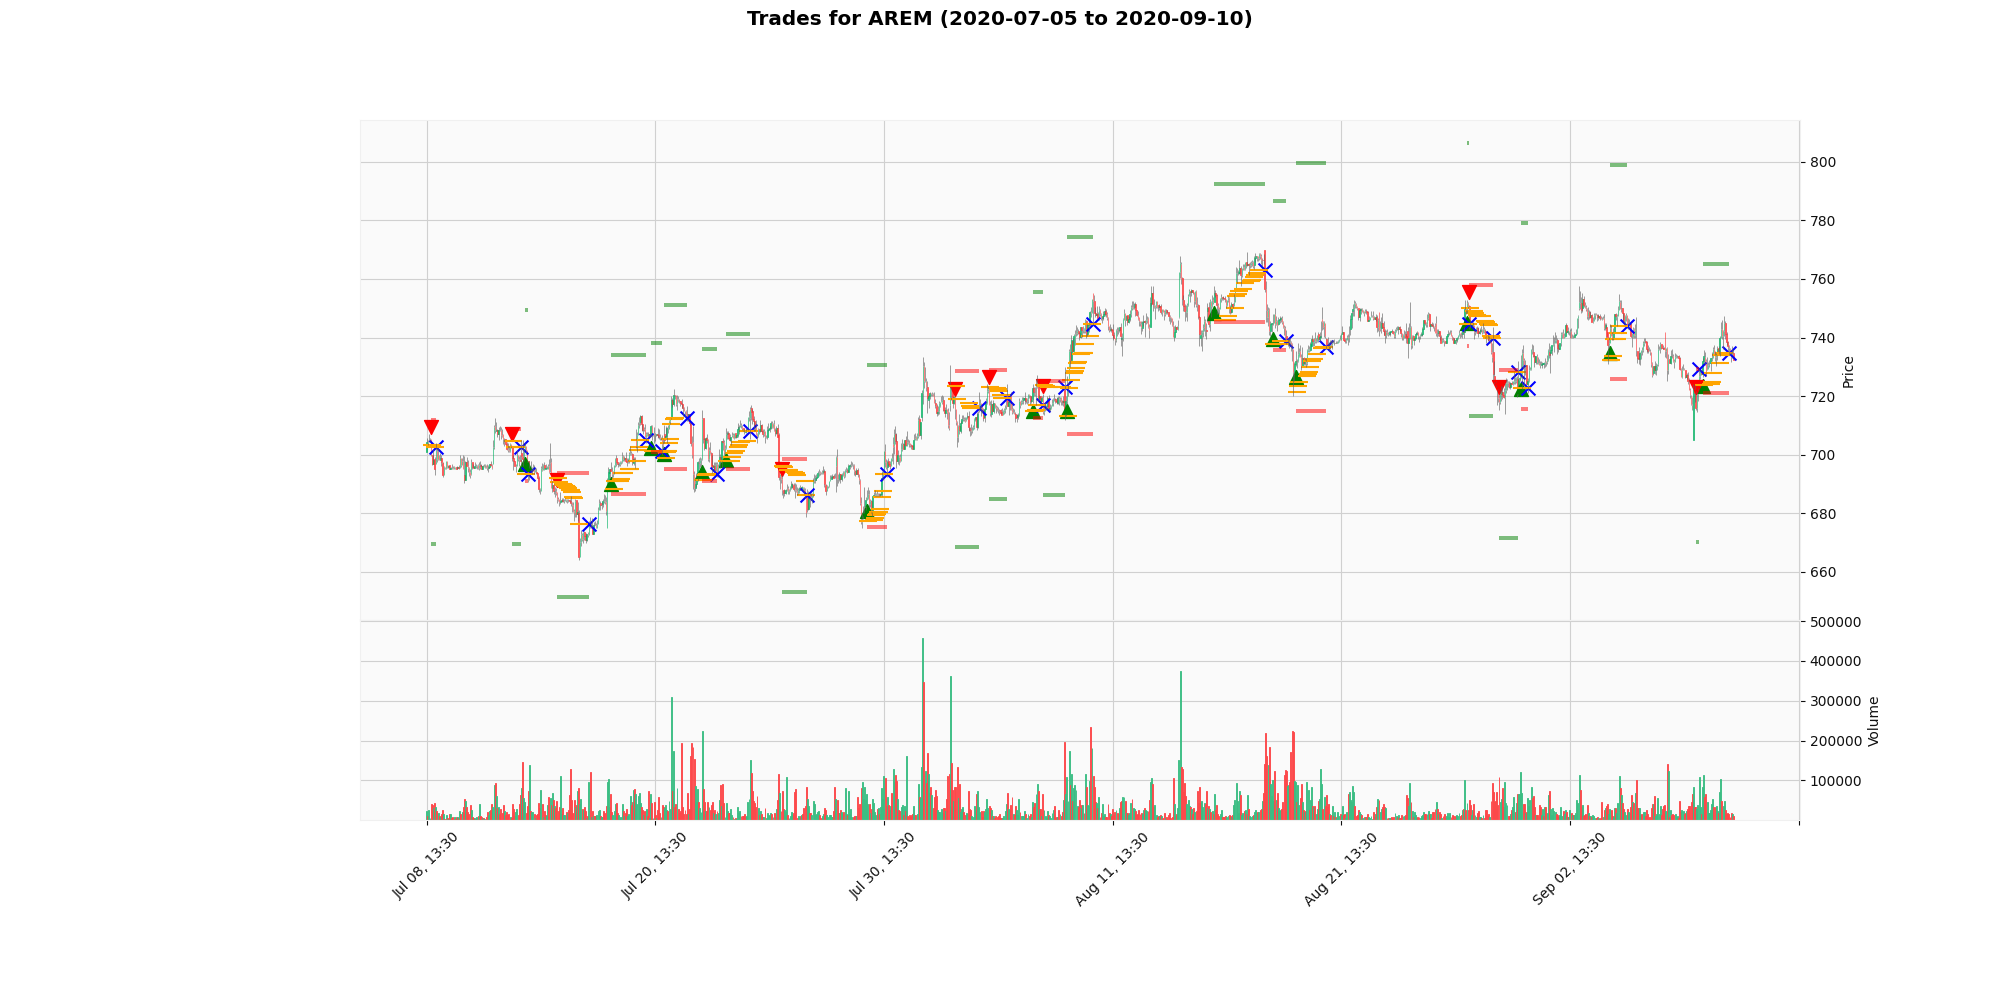 Trades for AREM (2020-07-05 to 2020-09-10)
800
780
760
740
720
700
680
660
Price
500000
400000
300000
200000
100000
Volume
Jul 08, 13:30
Jul 20, 13:30
Jul 30, 13:30
Aug 11, 13:30
Aug 21, 13:30
Sep 02, 13:30